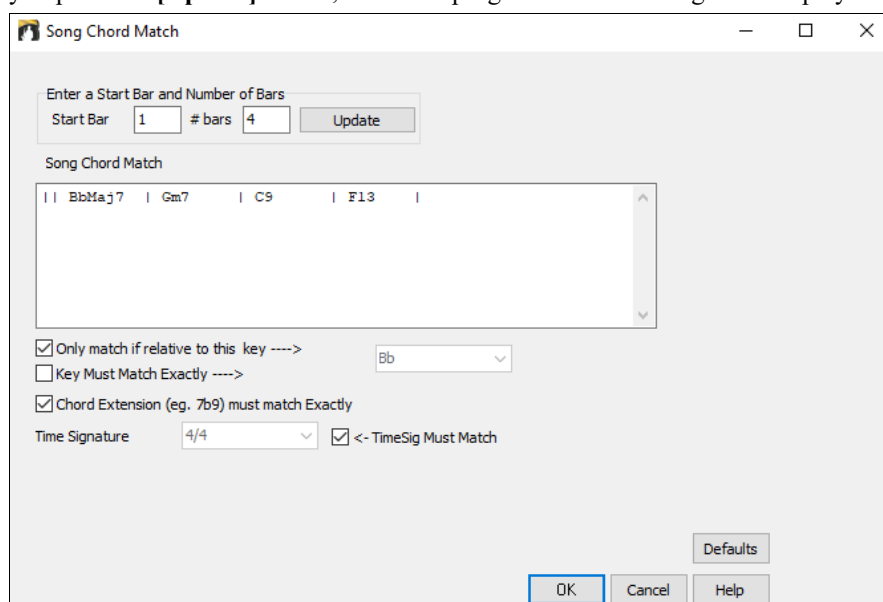 Song Chord Match
Enter a Start Bar and Number of Bars
Start Bar 1 # bars 4 Update
Song Chord Match
|| BbMaj7 | Gm7 | C9 | F13 |
Only match if relative to this key ---->
Bb
Key Must Match Exactly ---->
Chord Extension (eg. 7b9) must match Exactly
Time Signature 4/4 <- TimeSig Must Match
Defaults
OK Cancel Help